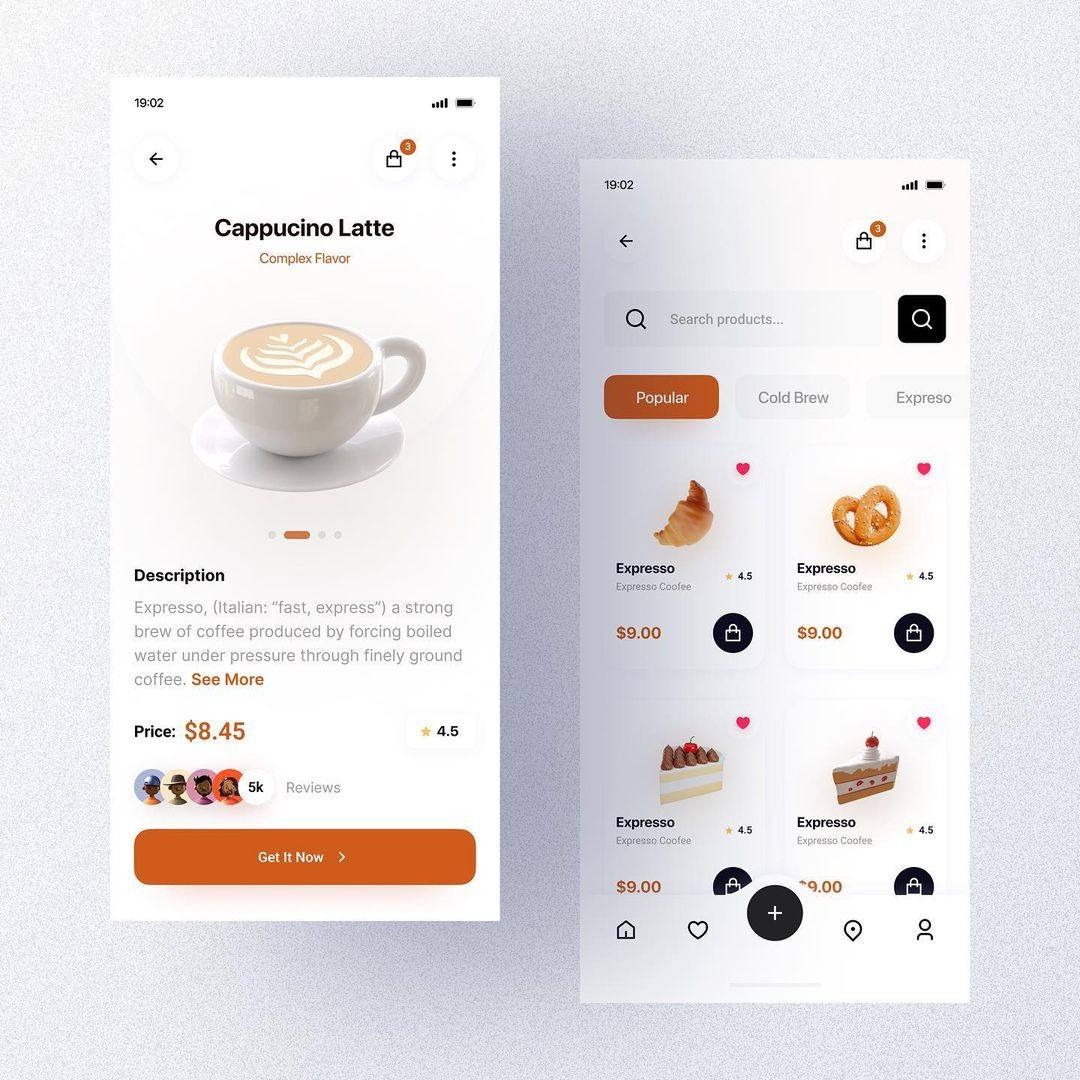 19:02
3
Cappucino Latte
Complex Flavor
Description
Expresso, (Italian: “fast, express”) a strong
brew of coffee produced by forcing boiled
water under pressure through finely ground
coffee. See More
Price: $8.45
4.5
5k Reviews
Get It Now
19:02
3
Search products...
Popular Cold Brew Expreso
Expresso
Expresso Coofee
4.5
$9.00
Expresso
Expresso Coofee
4.5
$9.00
Expresso
Expresso Coofee
4.5
$9.00
Expresso
Expresso Coofee
4.5
$9.00